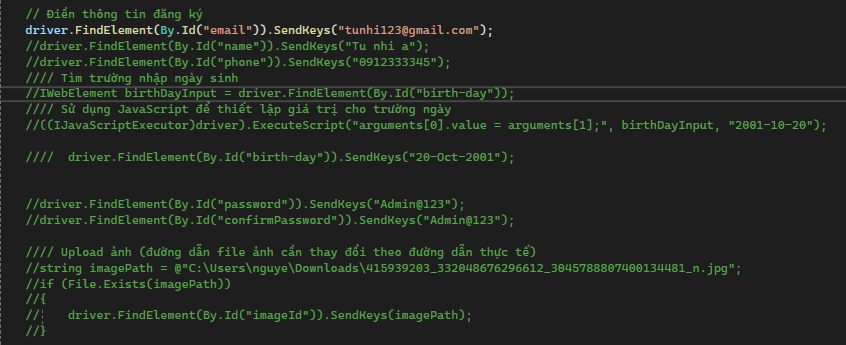 // Điền thông tin đăng ký
driver.FindElement(By.Id("email")).SendKeys("tunhi123@gmail.com");
//driver.FindElement(By.Id("name")).SendKeys("Tu nhi a");
//driver.FindElement(By.Id("phone")).SendKeys("0912333345");
//// Tìm trường nhập ngày sinh
//IWebElement birthDayInput = driver.FindElement(By.Id("birth-day"));
//// Sử dụng JavaScript để thiết lập giá trị cho trường ngày
//((IJavaScriptExecutor)driver).ExecuteScript("arguments[0].value = arguments[1];", birthDayInput, "2001-10-20");
////  driver.FindElement(By.Id("birth-day")).SendKeys("20-Oct-2001");
//driver.FindElement(By.Id("password")).SendKeys("Admin@123");
//driver.FindElement(By.Id("confirmPassword")).SendKeys("Admin@123");
//// Upload ảnh (đường dẫn file ảnh cần thay đổi theo đường dẫn thực tế)
//string imagePath = @"C:\Users\nguye\Downloads\415939203_332048676296612_3045788807400134481_n.jpg";
//if (File.Exists(imagePath))
//{
//    driver.FindElement(By.Id("imageId")).SendKeys(imagePath);
//}